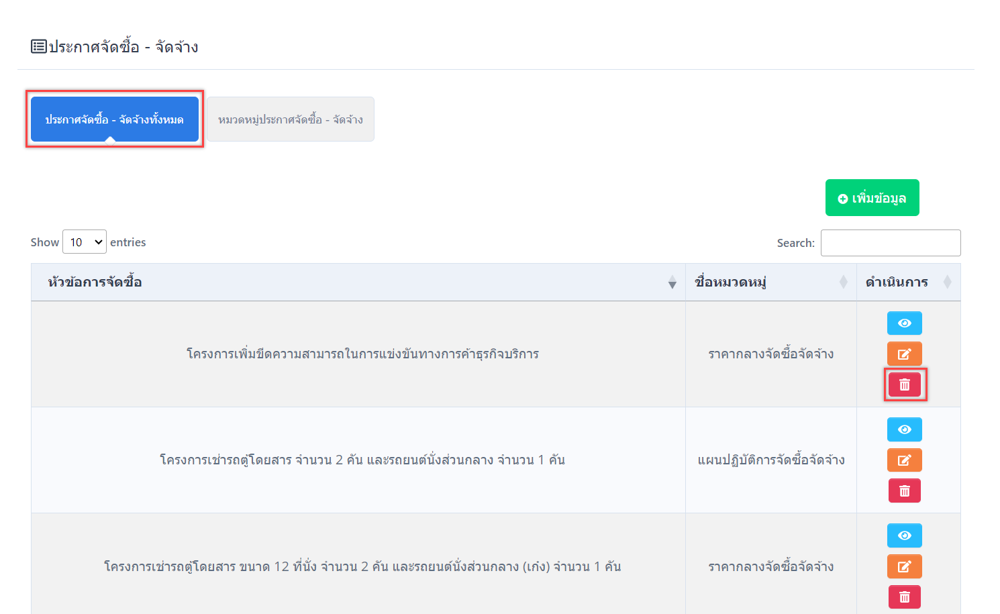 ประกาศจัดซื้อ - จัดจ้าง
ประกาศจัดซื้อ - จัดจ้างทั้งหมด
หมวดหมู่ประกาศจัดซื้อ - จัดจ้าง
เพิ่มข้อมูล
Show 10 entries
Search:
หัวข้อการจัดซื้อ ชื่อหมวดหมู่ ดำเนินการ
โครงการเพิ่มขีดความสามารถในการแข่งขันทางการค้าธุรกิจบริการ ราคากลางจัดซื้อจัดจ้าง
โครงการเช่ารถตู้โดยสาร จำนวน 2 คัน และรถยนต์นั่งส่วนกลาง จำนวน 1 คัน แผนปฏิบัติการจัดซื้อจัดจ้าง
โครงการเช่ารถตู้โดยสาร ขนาด 12 ที่นั่ง จำนวน 2 คัน และรถยนต์นั่งส่วนกลาง (เก๋ง) จำนวน 1 คัน ราคากลางจัดซื้อจัดจ้าง